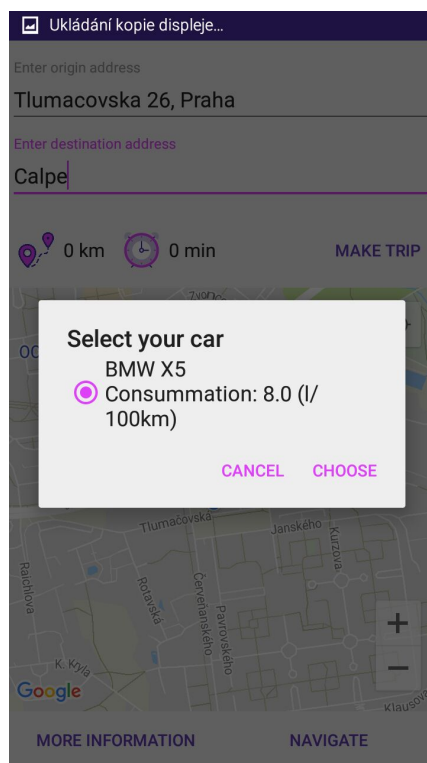 Ukládání kopie displeje...
Enter origin address
Tlumacovska 26, Praha
Enter destination address
Calpe
0 km 0 min MAKE TRIP
Select your car
BMW X5
Consummation: 8.0 (l/
100km)
CANCEL CHOOSE
Tlumačovská
Janského
Kurzova
Raichlova
Rotavská
Červeňanského
Pavrovského
K. Kryla
+
−
Google
MORE INFORMATION NAVIGATE